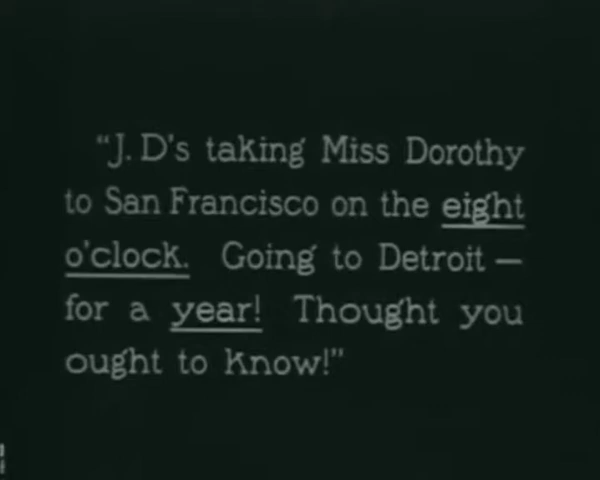 "J.D's taking Miss Dorothy
to San Francisco on the eight
o'clock. Going to Detroit —
for a year! Thought you
ought to know!"